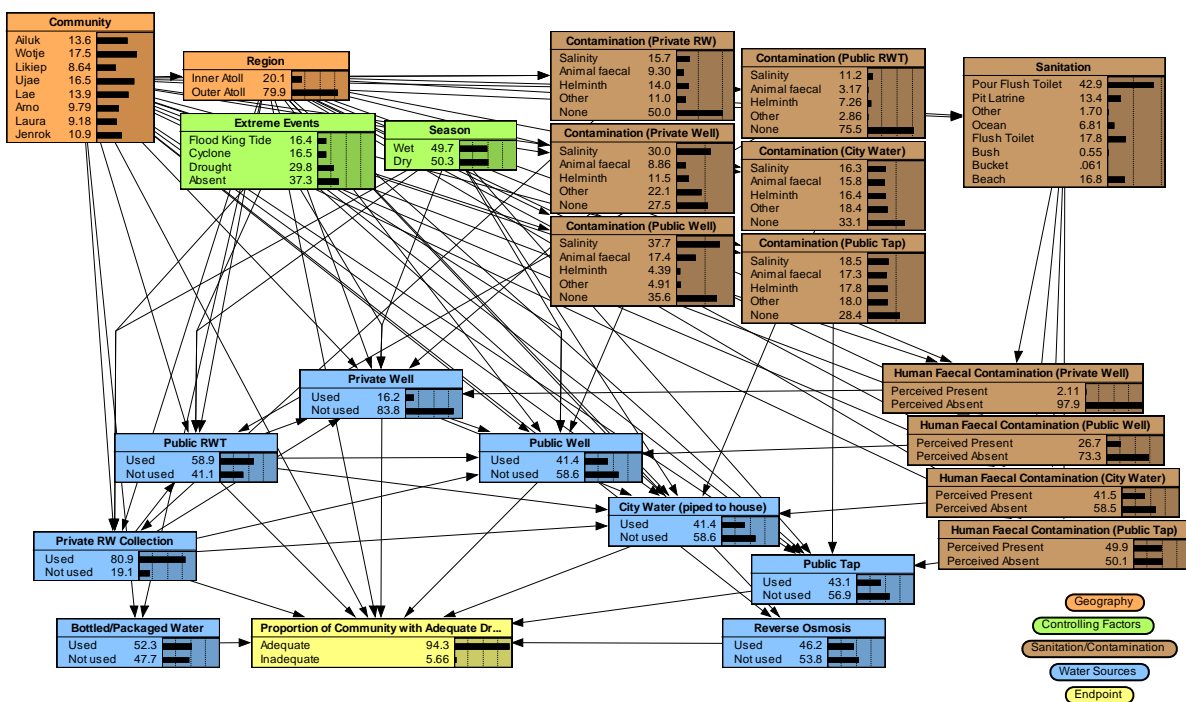 Community
Ailuk 13.6
Wotje 17.5
Likiep 8.64
Ujae 16.5
Lae 13.9
Arno 9.79
Laura 9.18
Jenrok 10.9
Region
Inner Atoll 20.1
Outer Atoll 79.9
Extreme Events
Flood King Tide 16.4
Cyclone 16.5
Drought 29.8
Absent 37.3
Season
Wet 49.7
Dry 50.3
Contamination (Private RW)
Salinity 15.7
Animal faecal 9.30
Helminth 14.0
Other 11.0
None 50.0
Contamination (Public RWT)
Salinity 11.2
Animal faecal 3.17
Helminth 7.26
Other 2.86
None 75.5
Sanitation
Pour Flush Toilet 42.9
Pit Latrine 13.4
Other 1.70
Ocean 6.81
Flush Toilet 17.8
Bush 0.55
Bucket .061
Beach 16.8
Contamination (Private Well)
Salinity 30.0
Animal faecal 8.86
Helminth 11.5
Other 22.1
None 27.5
Contamination (City Water)
Salinity 16.3
Animal faecal 15.8
Helminth 16.4
Other 18.4
None 33.1
Contamination (Public Well)
Salinity 37.7
Animal faecal 17.4
Helminth 4.39
Other 4.91
None 35.6
Contamination (Public Tap)
Salinity 18.5
Animal faecal 17.3
Helminth 17.8
Other 18.0
None 28.4
Private Well
Used 16.2
Not used 83.8
Human Faecal Contamination (Private Well)
Perceived Present 2.11
Perceived Absent 97.9
Public RWT
Used 58.9
Not used 41.1
Public Well
Used 41.4
Not used 58.6
Human Faecal Contamination (Public Well)
Perceived Present 26.7
Perceived Absent 73.3
Human Faecal Contamination (City Water)
Perceived Present 41.5
Perceived Absent 58.5
City Water (piped to house)
Used 41.4
Not used 58.6
Human Faecal Contamination (Public Tap)
Perceived Present 49.9
Perceived Absent 50.1
Private RW Collection
Used 80.9
Not used 19.1
Public Tap
Used 43.1
Not used 56.9
Bottled/Packaged Water
Used 52.3
Not used 47.7
Proportion of Community with Adequate Dr...
Adequate 94.3
Inadequate 5.66
Reverse Osmosis
Used 46.2
Not used 53.8
Geography
Controlling Factors
Sanitation/Contamination
Water Sources
Endpoint